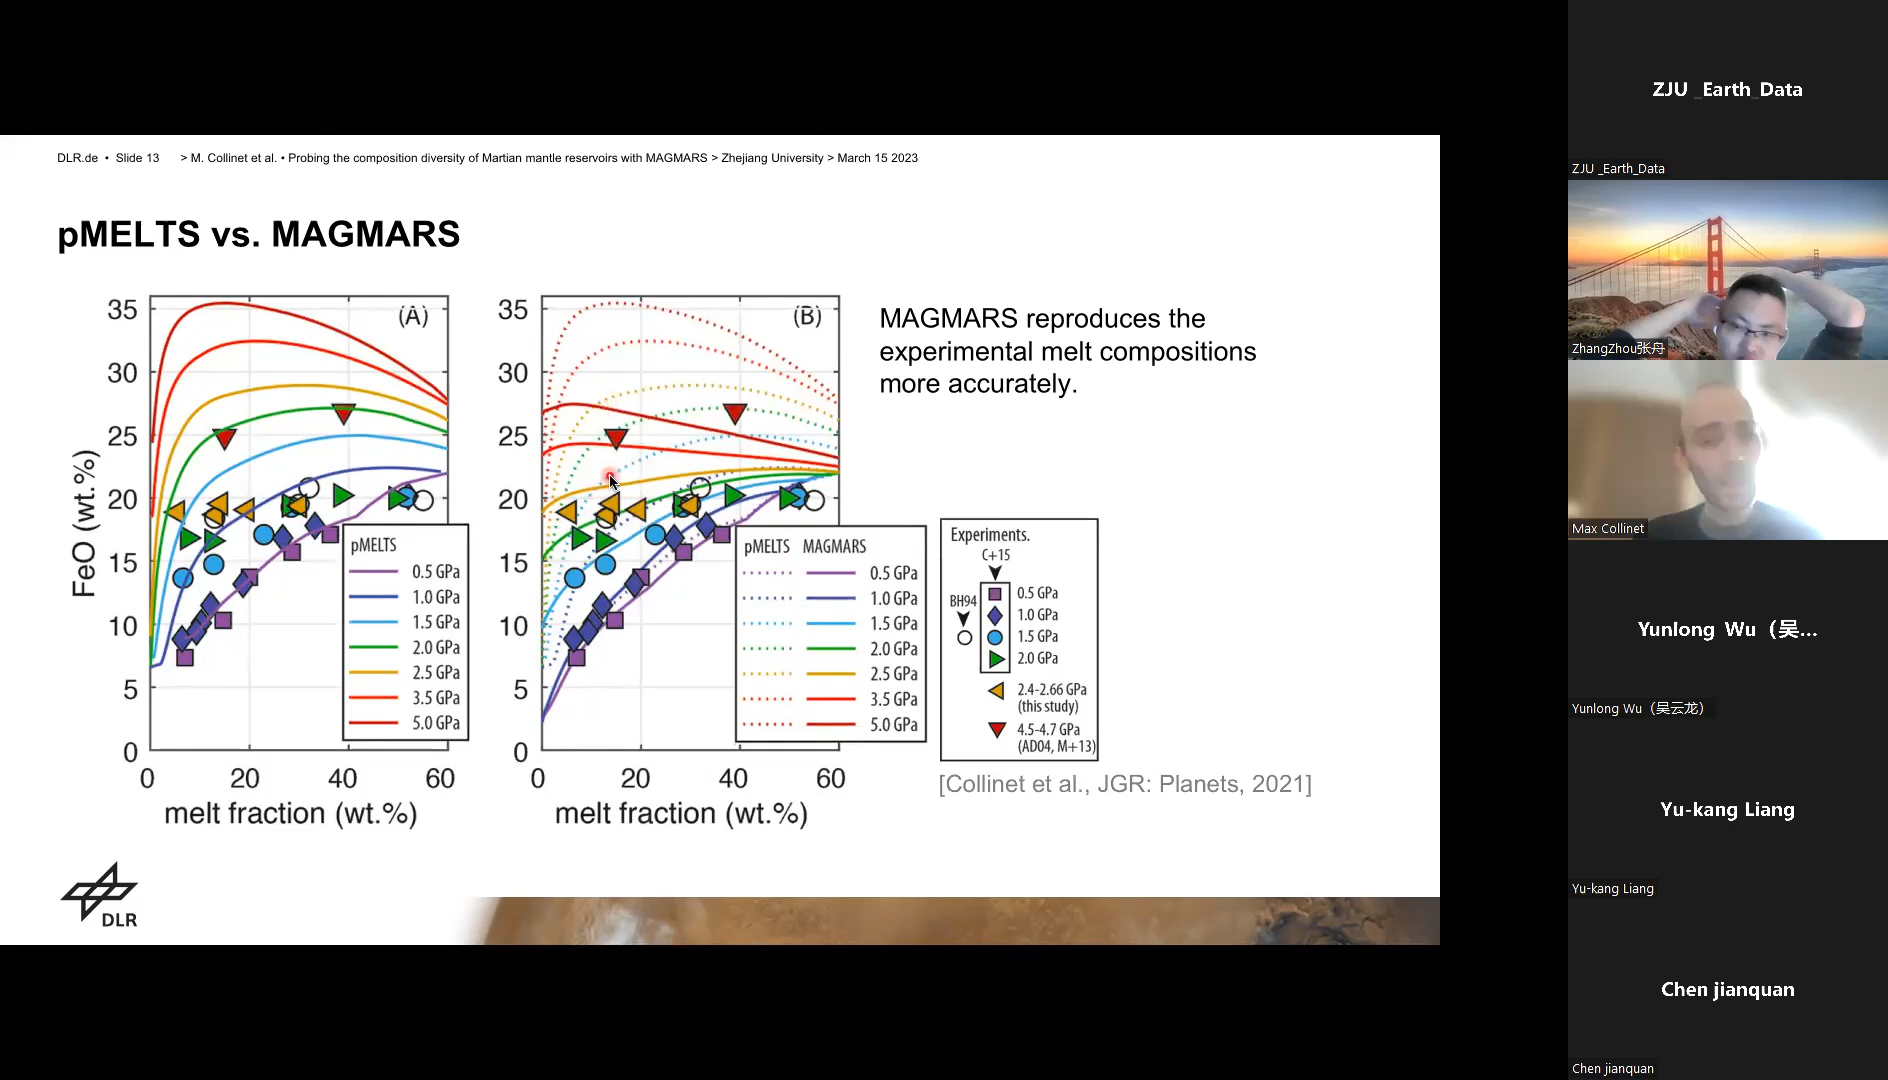 DLR.de • Slide 13 > M. Collinet et al. • Probing the composition diversity of Martian mantle reservoirs with MAGMARS > Zhejiang University > March 15 2023
pMELTS vs. MAGMARS
MAGMARS reproduces the
experimental melt compositions
more accurately.
FeO (wt.%)
35
30
25
20
15
10
5
0
0 20 40 60
melt fraction (wt.%)
(A)
pMELTS
0.5 GPa
1.0 GPa
1.5 GPa
2.0 GPa
2.5 GPa
3.5 GPa
5.0 GPa
35
30
25
20
15
10
5
0
0 20 40 60
melt fraction (wt.%)
(B)
pMELTS MAGMARS
0.5 GPa
1.0 GPa
1.5 GPa
2.0 GPa
2.5 GPa
3.5 GPa
5.0 GPa
Experiments.
C+15
BH94
0.5 GPa
1.0 GPa
1.5 GPa
2.0 GPa
2.4-2.66 GPa
(this study)
4.5-4.7 GPa
(AD04, M+13)
[Collinet et al., JGR: Planets, 2021]
DLR
ZJU _Earth_Data
ZJU _Earth_Data
ZhangZhou张舟
Max Collinet
Yunlong Wu（吴...
Yunlong Wu（吴云龙）
Yu-kang Liang
Yu-kang Liang
Chen jianquan
Chen jianquan